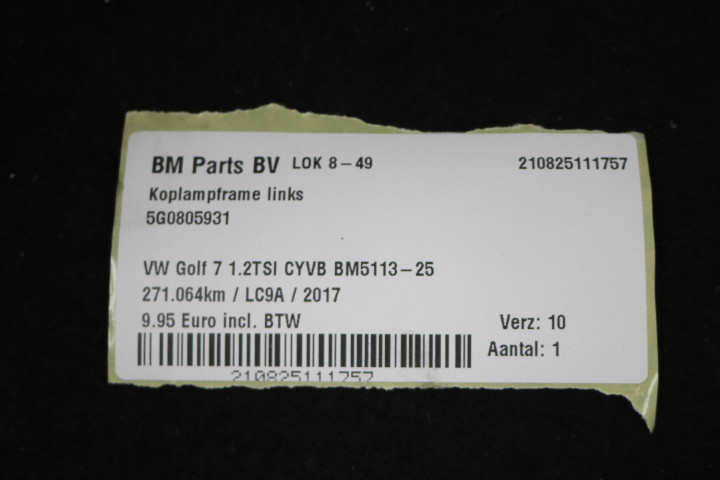 BM Parts BV LOK 8-49 210825111757
Koplampframe links
5G0805931
VW Golf 7 1.2TSI CYVB BM5113-25
271.064km / LC9A / 2017
9.95 Euro incl. BTW Verz: 10
Aantal: 1
210825111757